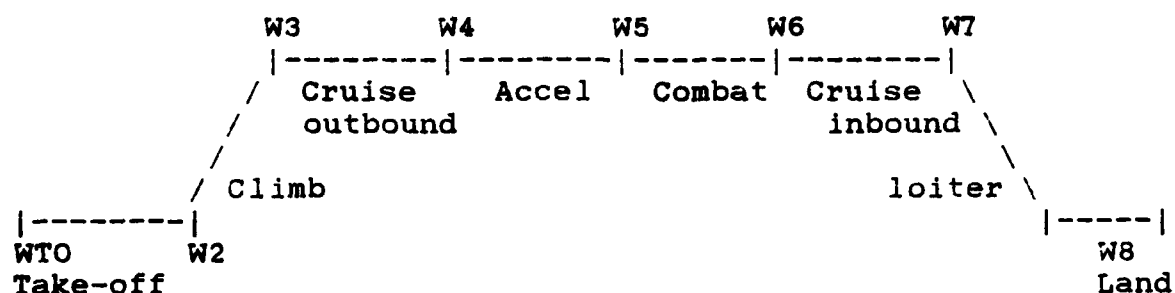 W3 W4 W5 W6 W7
Cruise Accel Combat Cruise
outbound inbound
Climb loiter
WTO W2 W8
Take-off Land